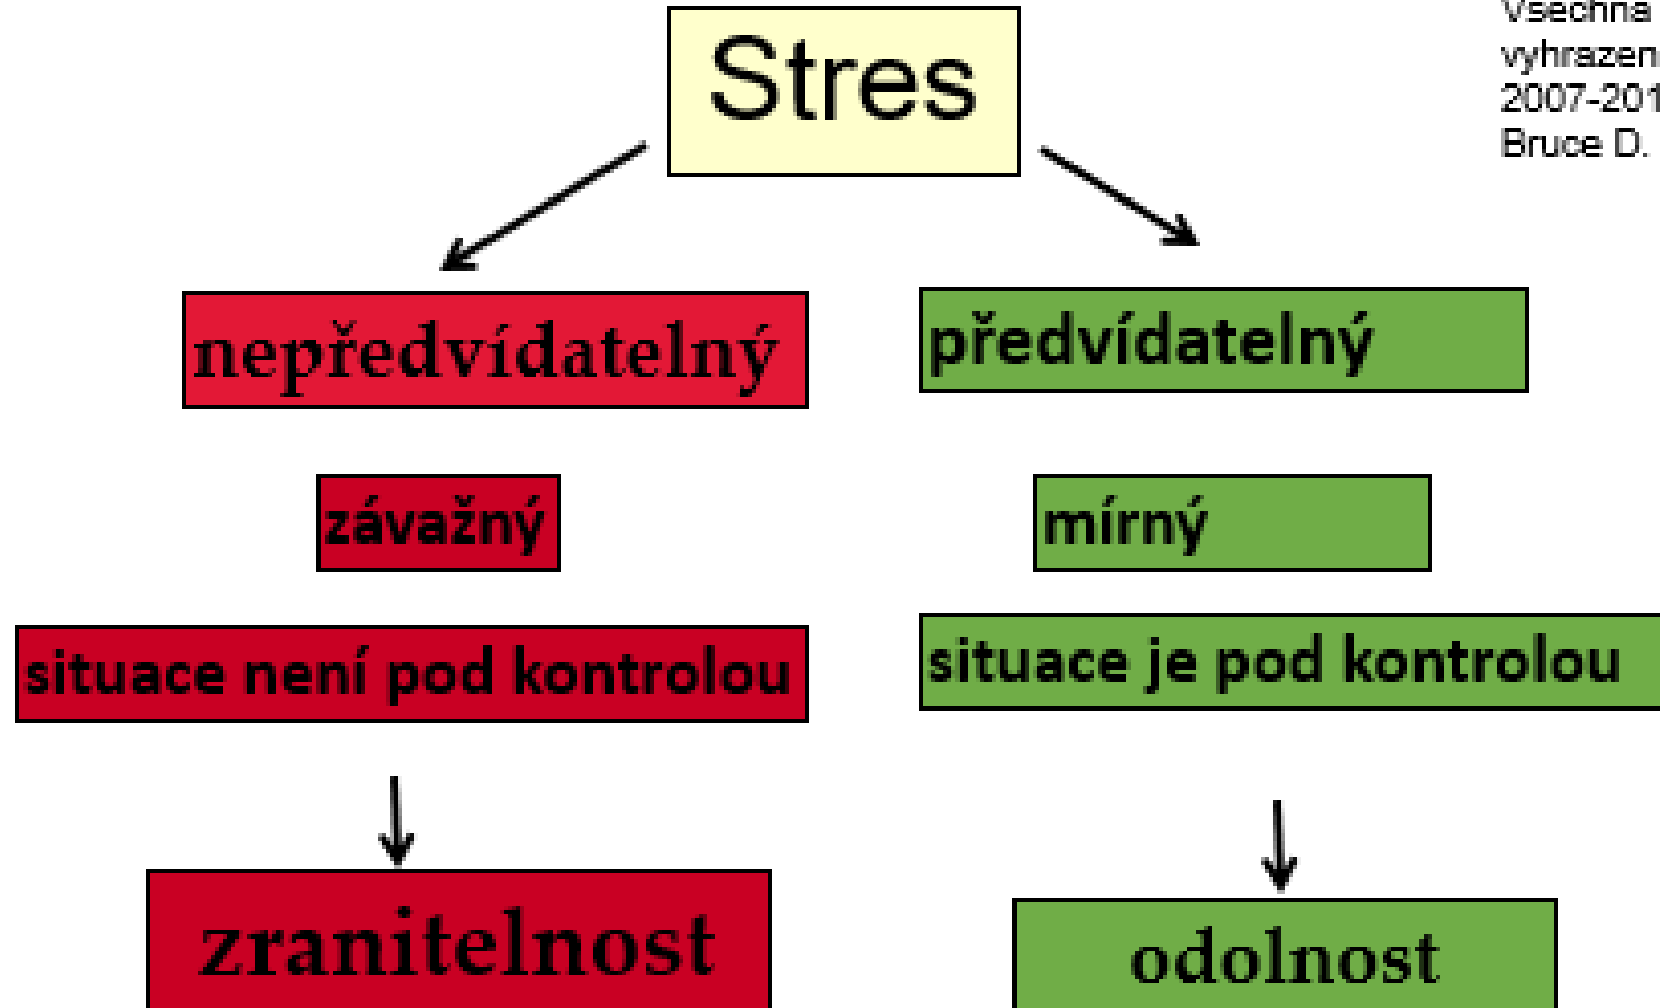 Stres
Všechna
vyhrazen
2007-201
Bruce D.
nepředvídatelný
předvídatelný
závažný
mírný
situace není pod kontrolou
situace je pod kontrolou
zranitelnost
odolnost